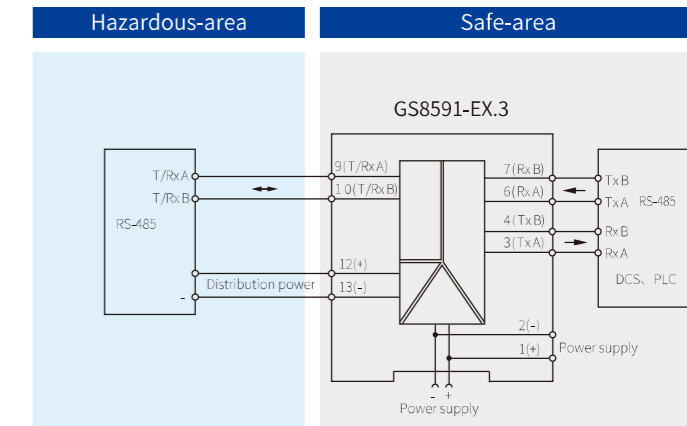 Hazardous-area
Safe-area
GS8591-EX.3
T/RxA
T/RxB
RS-485
-
Distribution power
9(T/RxA)
10(T/RxB)
12(+)
13(-)
7(RxB)
6(RxA)
4(TxB)
3(TxA)
2(-)
1(+)
Power supply
- +
Power supply
TxB
TxA RS-485
RxB
RxA
DCS、PLC